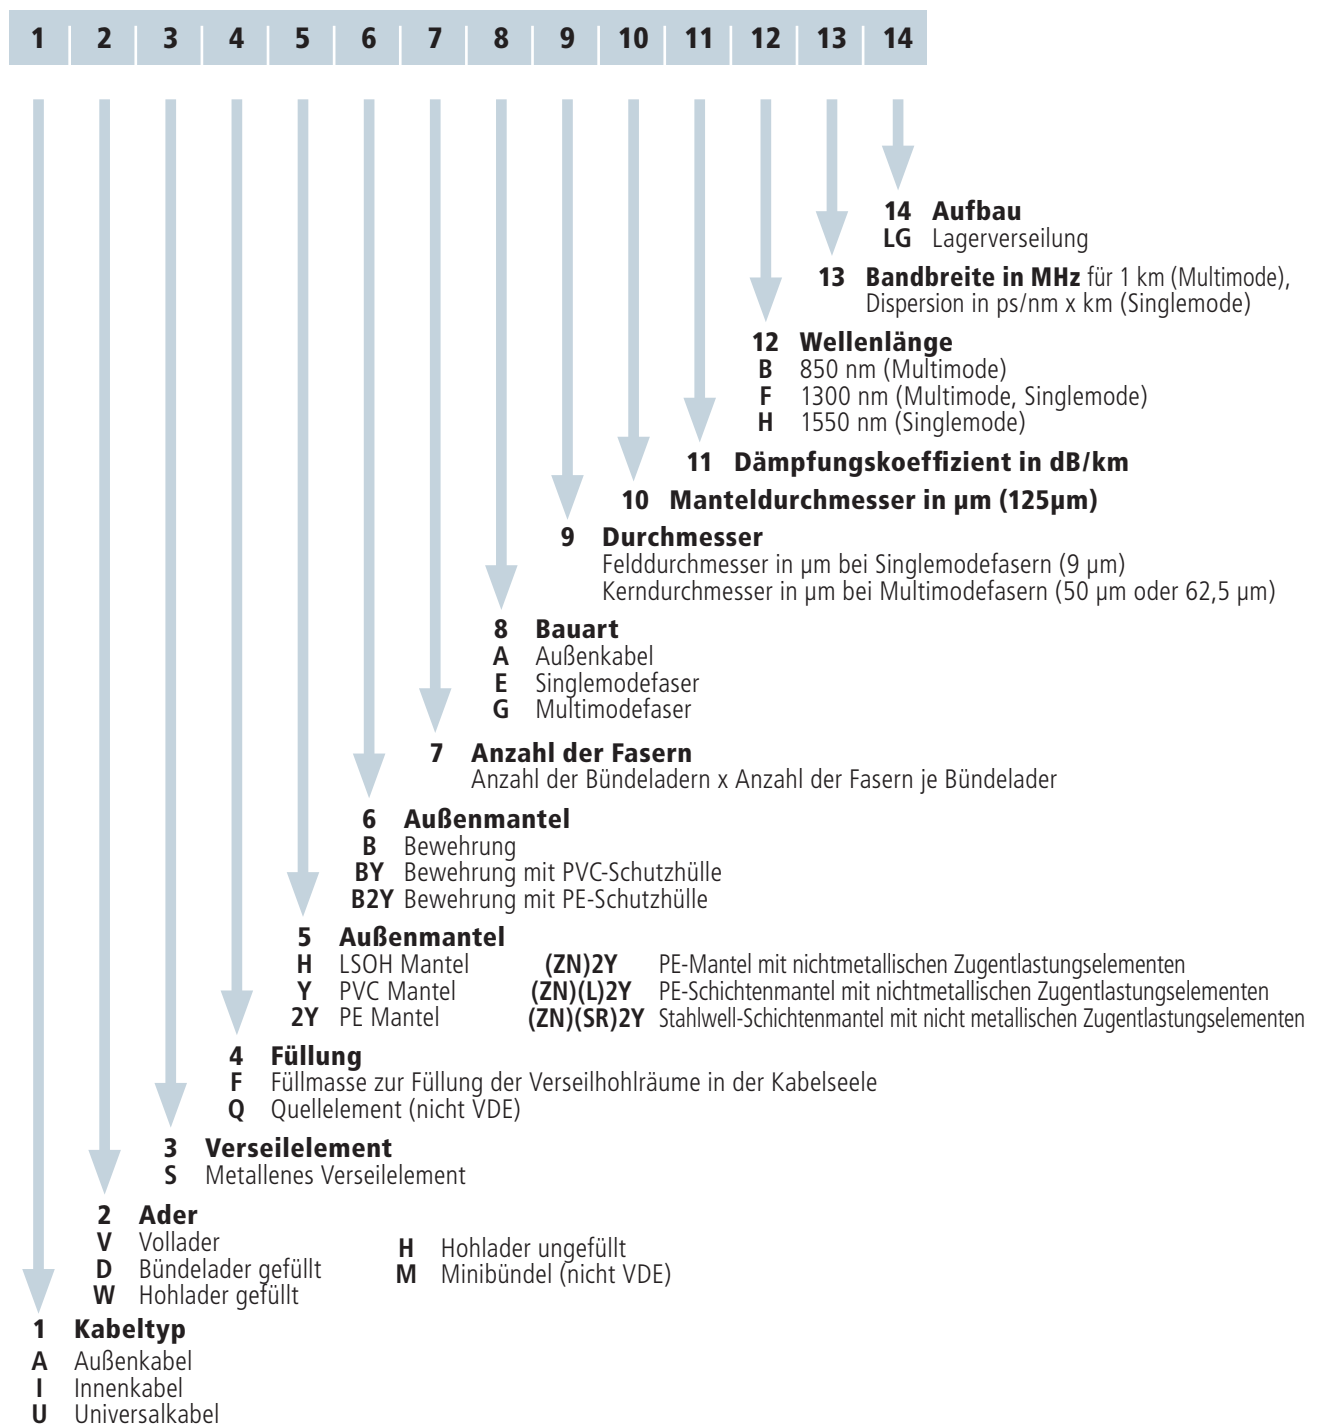 1 2 3 4 5 6 7 8 9 10 11 12 13 14
14 Aufbau
LG Lagerverseilung
13 Bandbreite in MHz für 1 km (Multimode),
Dispersion in ps/nm x km (Singlemode)
12 Wellenlänge
B 850 nm (Multimode)
F 1300 nm (Multimode, Singlemode)
H 1550 nm (Singlemode)
11 Dämpfungskoeffizient in dB/km
10 Manteldurchmesser in µm (125µm)
9 Durchmesser
Felddurchmesser in µm bei Singlemodefasern (9 µm)
Kerndurchmesser in µm bei Multimodefasern (50 µm oder 62,5 µm)
8 Bauart
A Außenkabel
E Singlemodefaser
G Multimodefaser
7 Anzahl der Fasern
Anzahl der Bündeladern x Anzahl der Fasern je Bündelader
6 Außenmantel
B Bewehrung
BY Bewehrung mit PVC-Schutzhülle
B2Y Bewehrung mit PE-Schutzhülle
5 Außenmantel
H LSOH Mantel (ZN)2Y PE-Mantel mit nichtmetallischen Zugentlastungselementen
Y PVC Mantel (ZN)(L)2Y PE-Schichtenmantel mit nichtmetallischen Zugentlastungselementen
2Y PE Mantel (ZN)(SR)2Y Stahlwell-Schichtenmantel mit nicht metallischen Zugentlastungselementen
4 Füllung
F Füllmasse zur Füllung der Verseilhohlräume in der Kabelseele
Q Quellelement (nicht VDE)
3 Verseilelement
S Metallenes Verseilelement
2 Ader
V Vollader
D Bündelader gefüllt
W Hohlader gefüllt
H Hohlader ungefüllt
M Minibündel (nicht VDE)
1 Kabeltyp
A Außenkabel
I Innenkabel
U Universalkabel